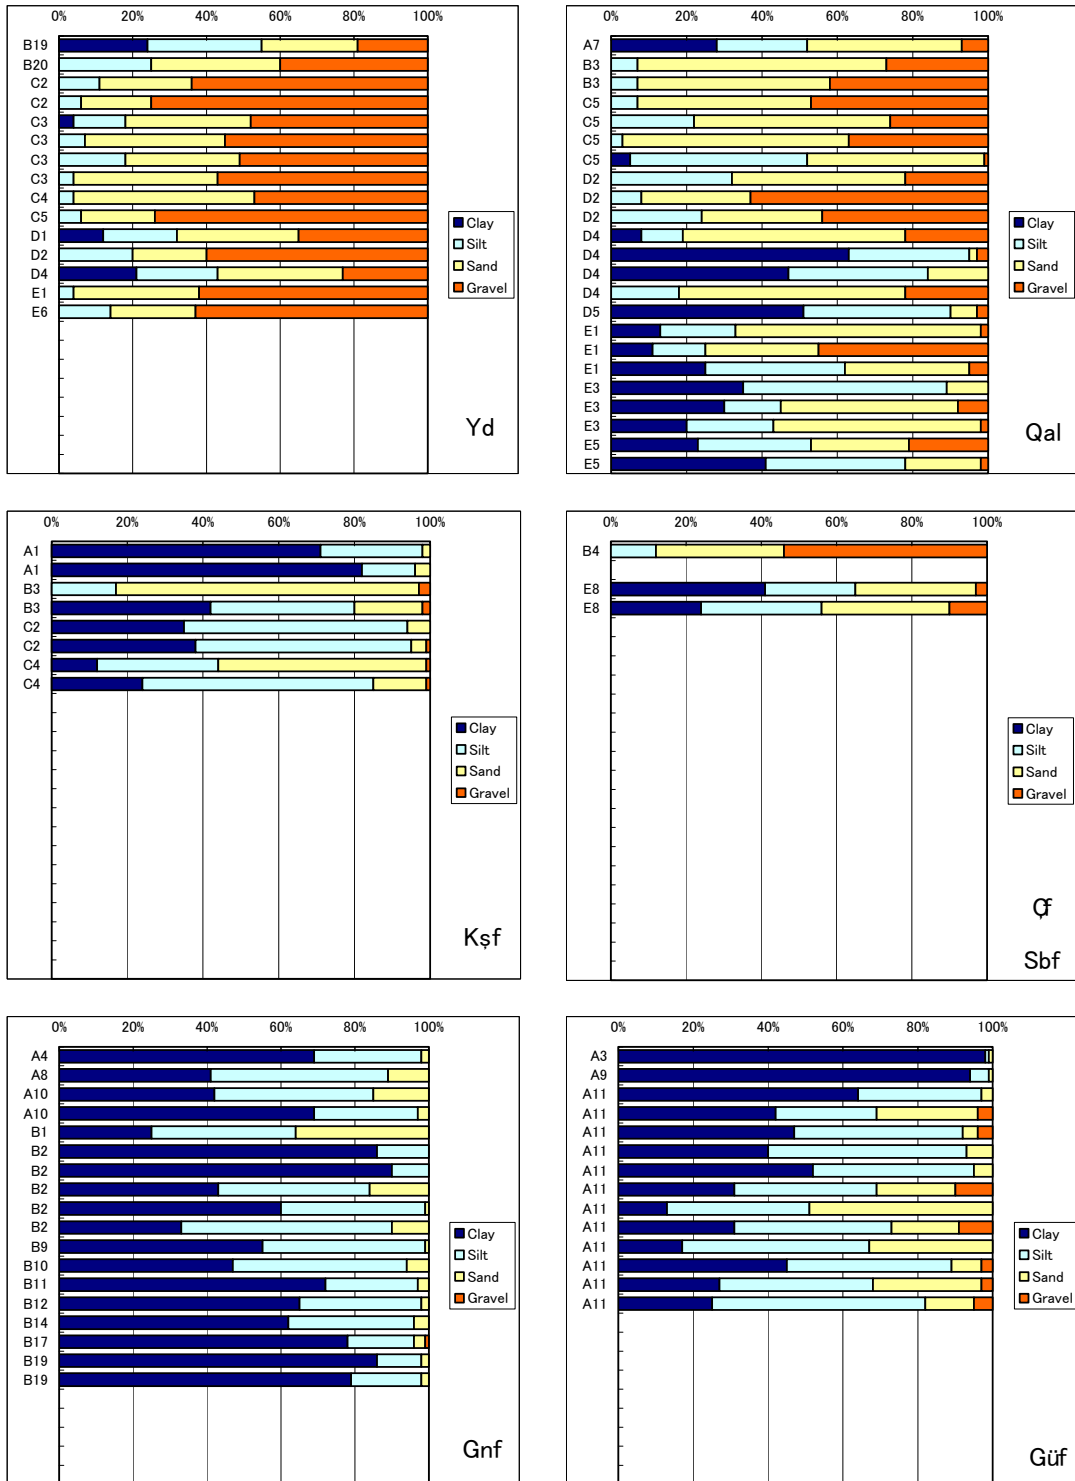 0% 20% 40% 60% 80% 100%
B19
B20
C2
C2
C3
C3
C3
C3
C4
C5
D1
D2
D4
E1
E6
Clay
Silt
Sand
Gravel
Yd
0% 20% 40% 60% 80% 100%
A7
B3
B3
C5
C5
C5
C5
D2
D2
D2
D4
D4
D4
D4
D5
E1
E1
E1
E3
E3
E3
E5
E5
Clay
Silt
Sand
Gravel
Qal
0% 20% 40% 60% 80% 100%
A1
A1
B3
B3
C2
C2
C4
C4
Clay
Silt
Sand
Gravel
Kşf
0% 20% 40% 60% 80% 100%
B4
E8
E8
Clay
Silt
Sand
Gravel
Çf
Sbf
0% 20% 40% 60% 80% 100%
A4
A8
A10
A10
B1
B2
B2
B2
B2
B2
B9
B10
B11
B12
B14
B17
B19
B19
Clay
Silt
Sand
Gravel
Gnf
0% 20% 40% 60% 80% 100%
A3
A9
A11
A11
A11
A11
A11
A11
A11
A11
A11
A11
A11
A11
Clay
Silt
Sand
Gravel
Güf